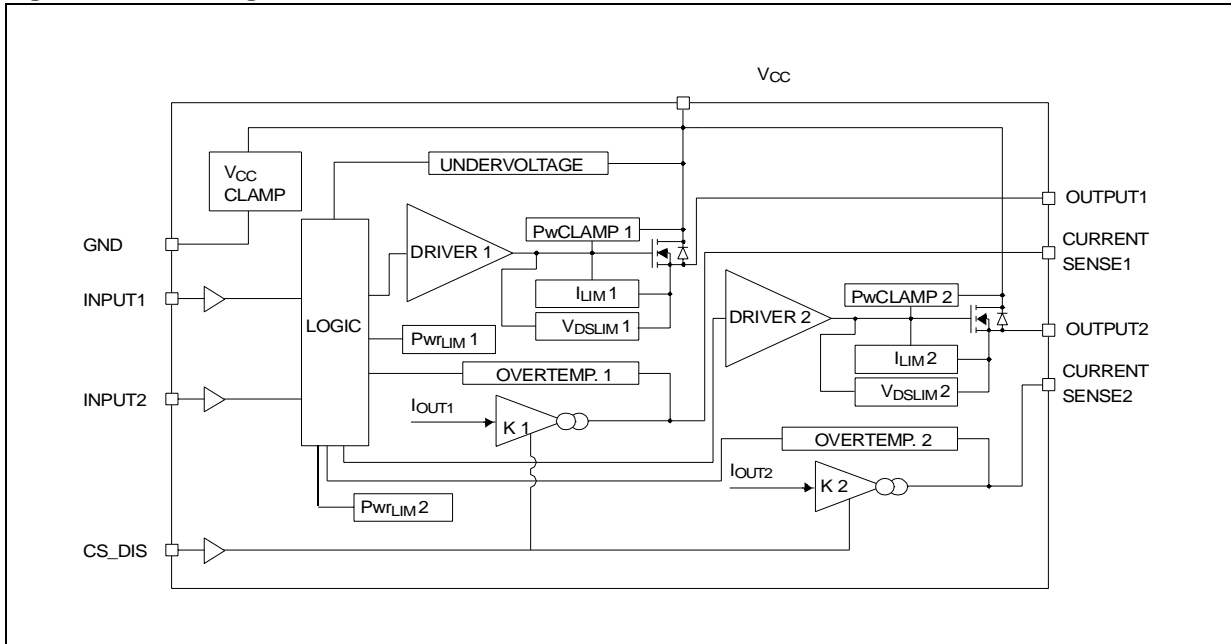 VCC
VCC
CLAMP
UNDERVOLTAGE
OUTPUT1
GND
DRIVER 1
PwCLAMP 1
CURRENT
SENSE1
INPUT1
LOGIC
ILIM 1
PwCLAMP 2
DRIVER 2
VDSLIM 1
OUTPUT2
PwrLIM 1
ILIM 2
CURRENT
SENSE2
OVERTEMP. 1
VDSLIM 2
INPUT2
IOUT1
K 1
OVERTEMP. 2
IOUT2
K 2
PwrLIM 2
CS_DIS